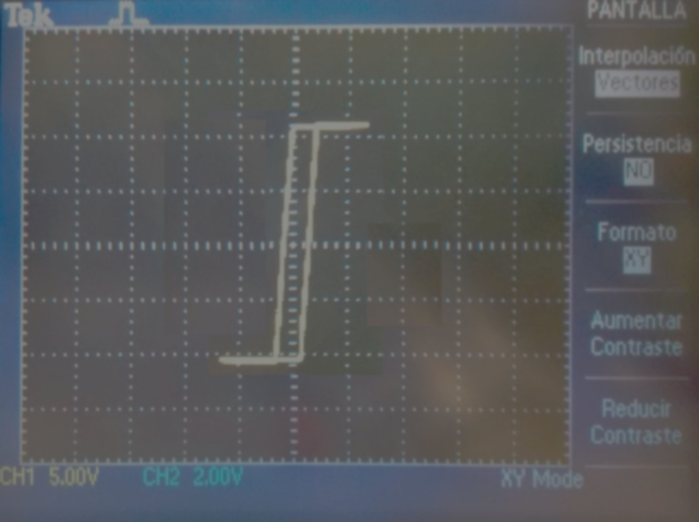 Tek
PANTALLA
Interpolación
Vectores
Persistencia
NO
Formato
XY
Aumentar
Contraste
Reducir
Contraste
CH1 5.00V CH2 2.00V XY Mode